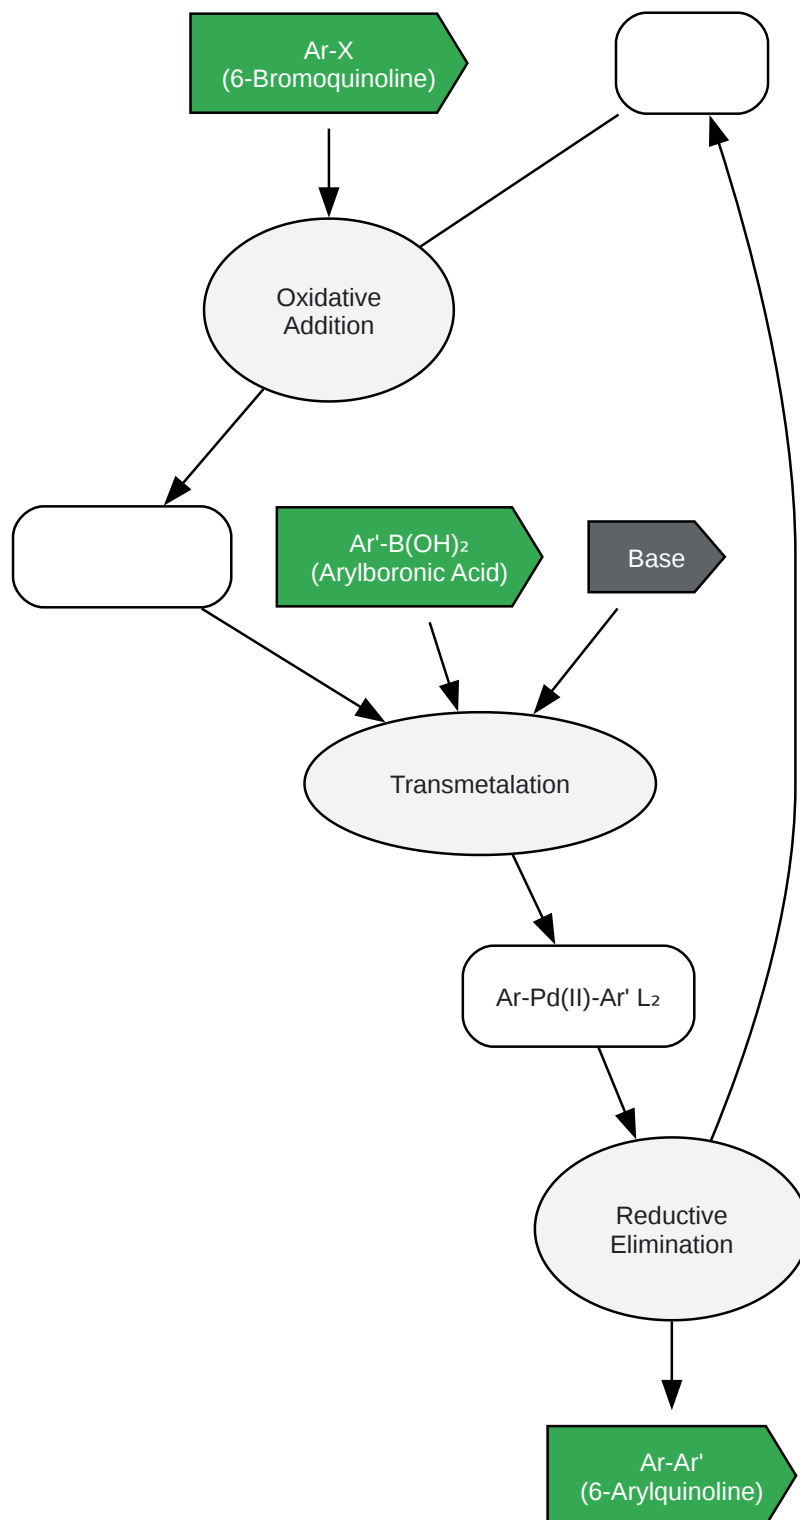 Ar-X
(6-Bromoquinoline)
Oxidative
Addition
Ar'-B(OH)₂
(Arylboronic Acid)
Base
Transmetalation
Ar-Pd(II)-Ar' L₂
Reductive
Elimination
Ar-Ar'
(6-Arylquinoline)